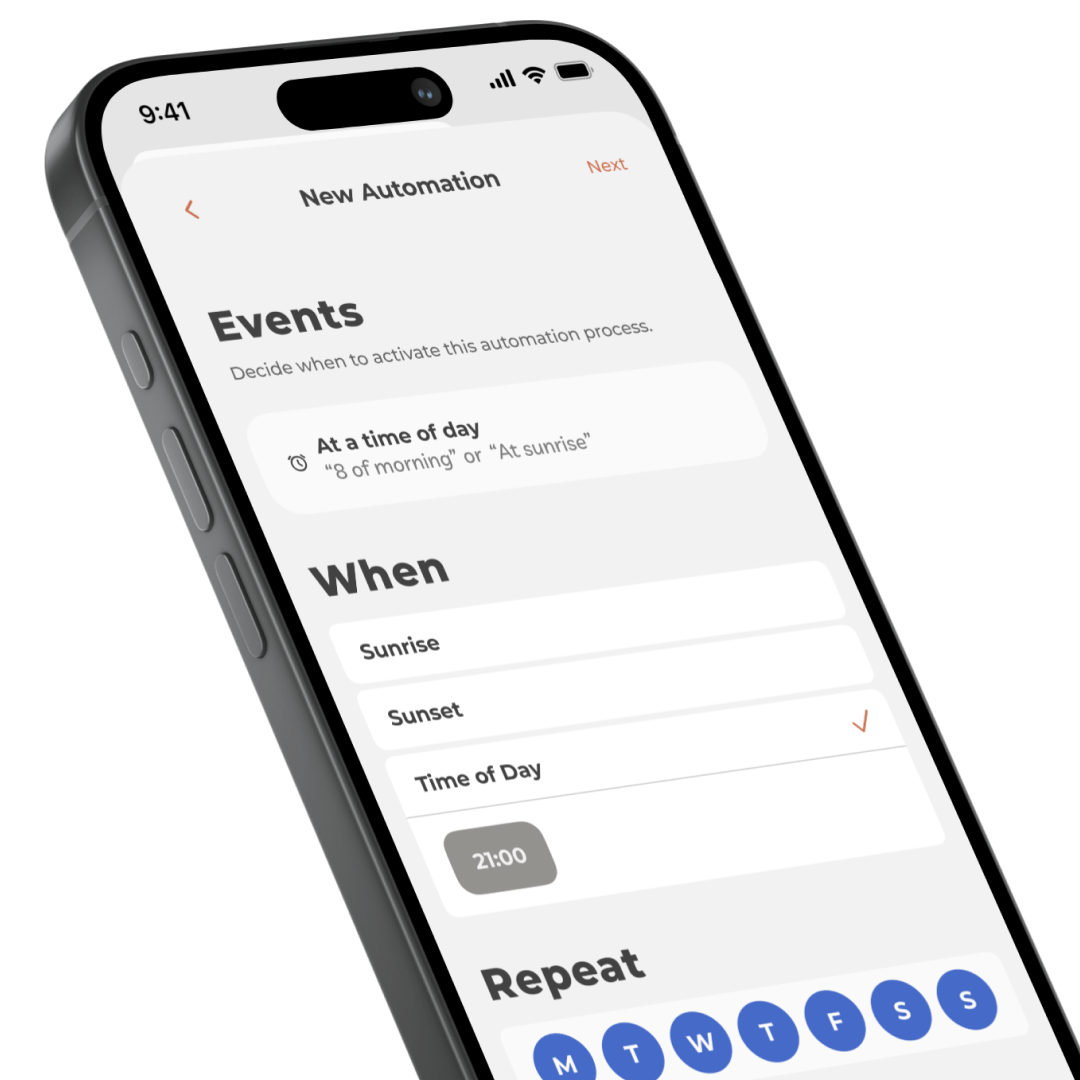 9:41
New Automation
Next
Events
Decide when to activate this automation process.
At a time of day
“8 of morning” or “At sunrise”
When
Sunrise
Sunset
Time of Day
21:00
Repeat
M T W T F S S